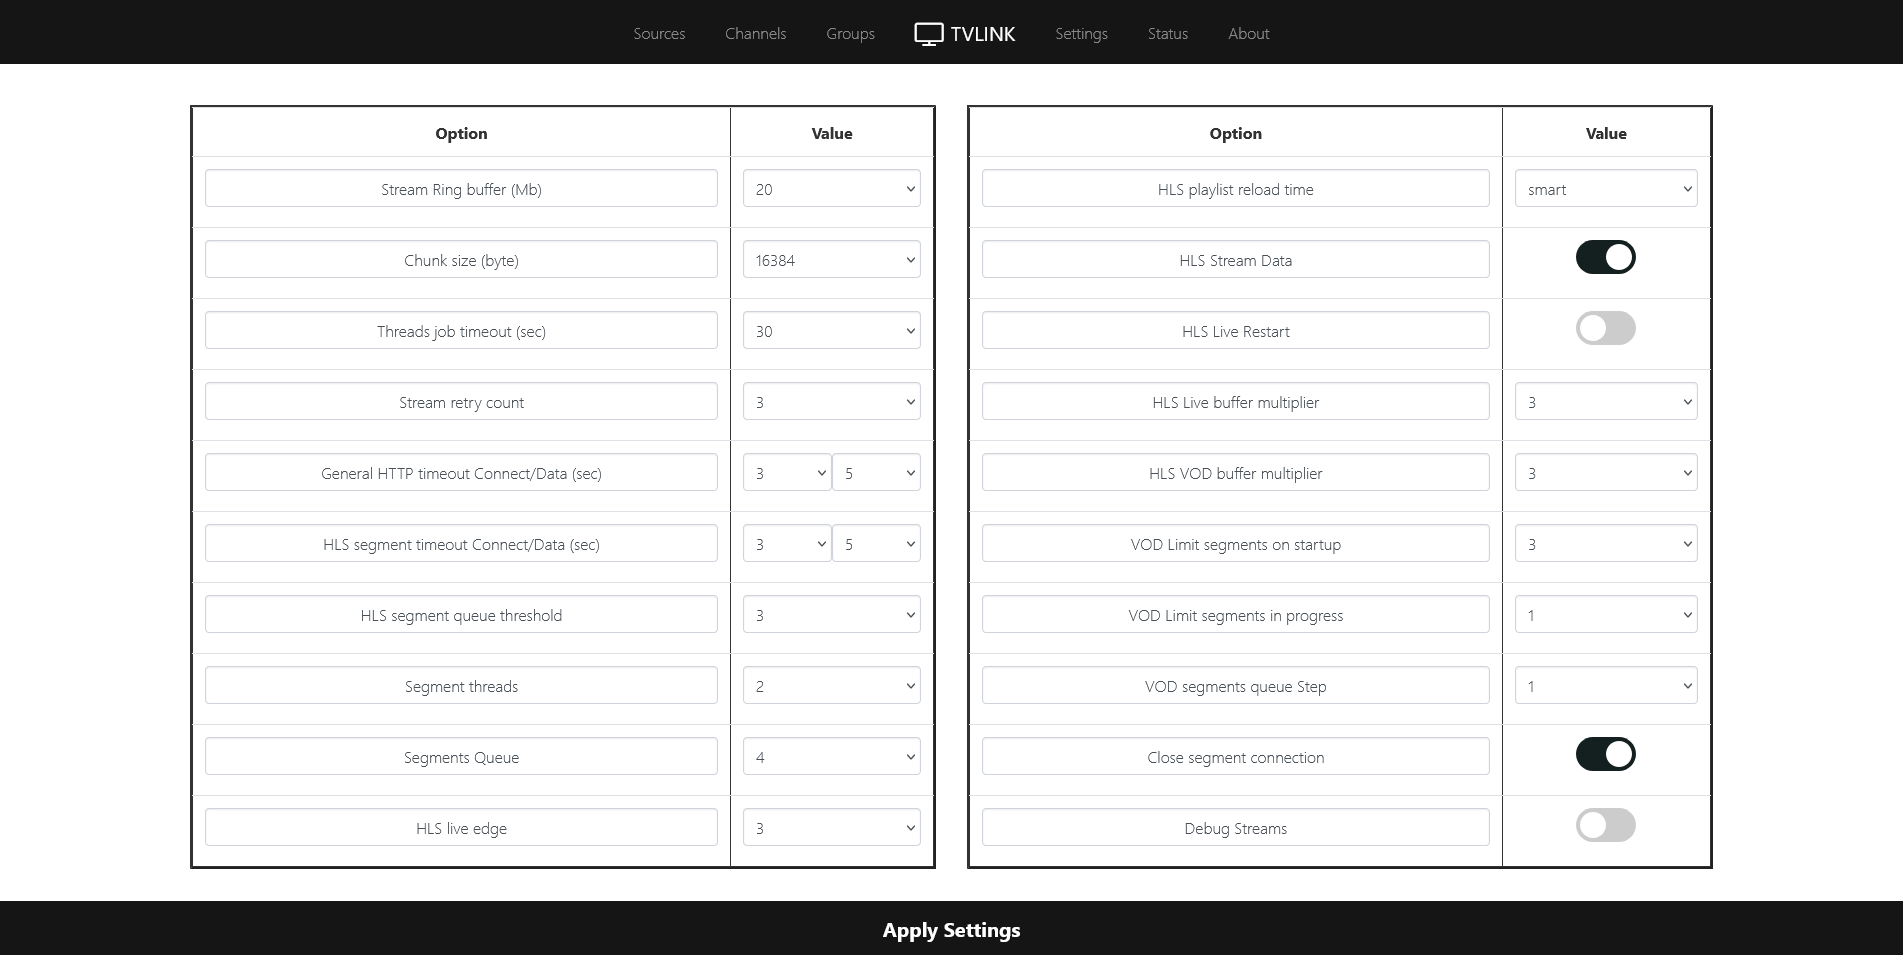 Sources Channels Groups TVLINK Settings Status About
Option Value
Stream Ring buffer (Mb) 20
Chunk size (byte) 16384
Threads job timeout (sec) 30
Stream retry count 3
General HTTP timeout Connect/Data (sec) 3 5
HLS segment timeout Connect/Data (sec) 3 5
HLS segment queue threshold 3
Segment threads 2
Segments Queue 4
HLS live edge 3
Option Value
HLS playlist reload time smart
HLS Stream Data
HLS Live Restart
HLS Live buffer multiplier 3
HLS VOD buffer multiplier 3
VOD Limit segments on startup 3
VOD Limit segments in progress 1
VOD segments queue Step 1
Close segment connection
Debug Streams
Apply Settings